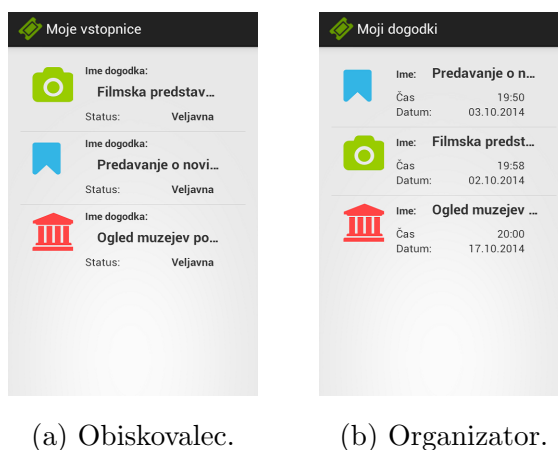 Moje vstopnice
Ime dogodka:
Filmska predstav...
Status: Veljavna
Ime dogodka:
Predavanje o novi...
Status: Veljavna
Ime dogodka:
Ogled muzejev po...
Status: Veljavna
(a) Obiskovalec.
Moji dogodki
Ime: Predavanje o n...
Čas 19:50
Datum: 03.10.2014
Ime: Filmska predst...
Čas 19:58
Datum: 02.10.2014
Ime: Ogled muzejev ...
Čas 20:00
Datum: 17.10.2014
(b) Organizator.